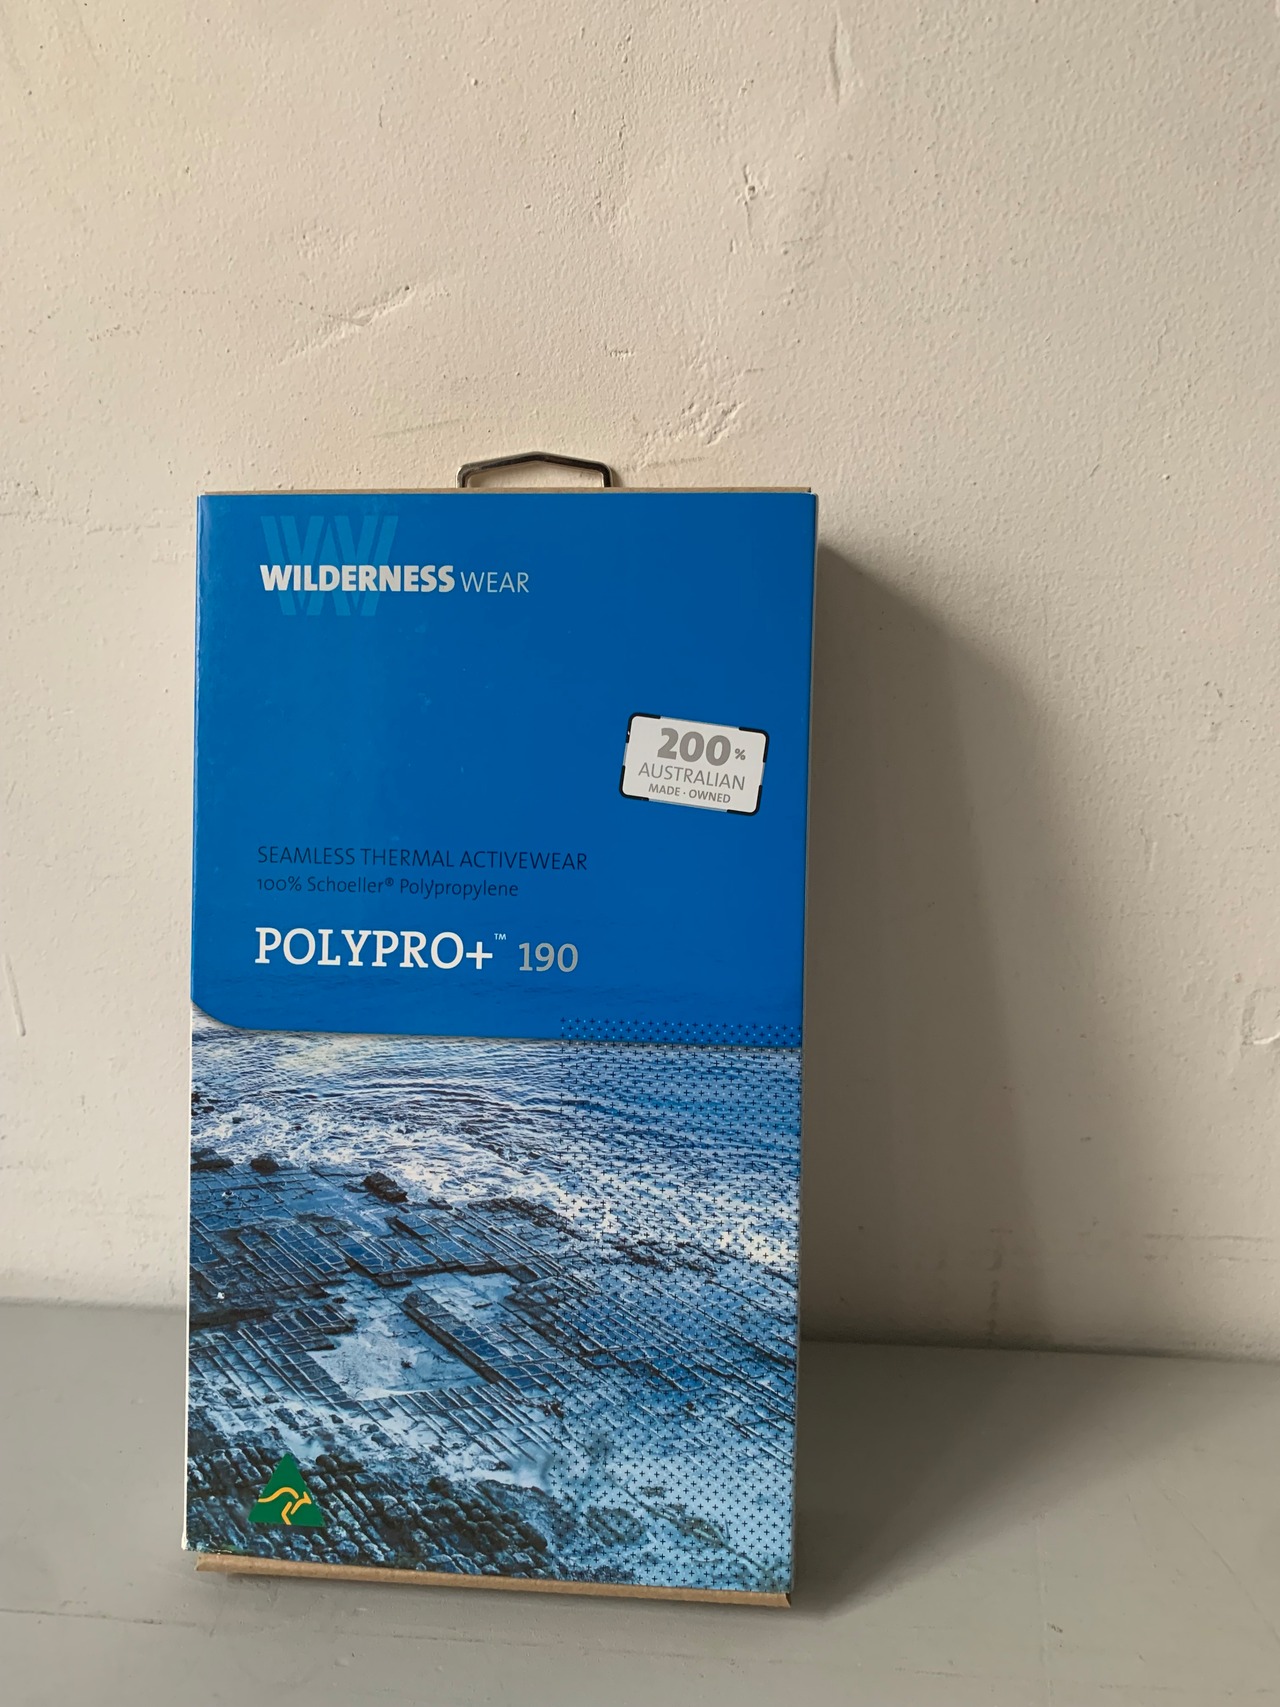 WILDERNESS WEAR
200%
AUSTRALIAN
MADE · OWNED
SEAMLESS THERMAL ACTIVEWEAR
100% Schoeller® Polypropylene
POLYPRO+™ 190